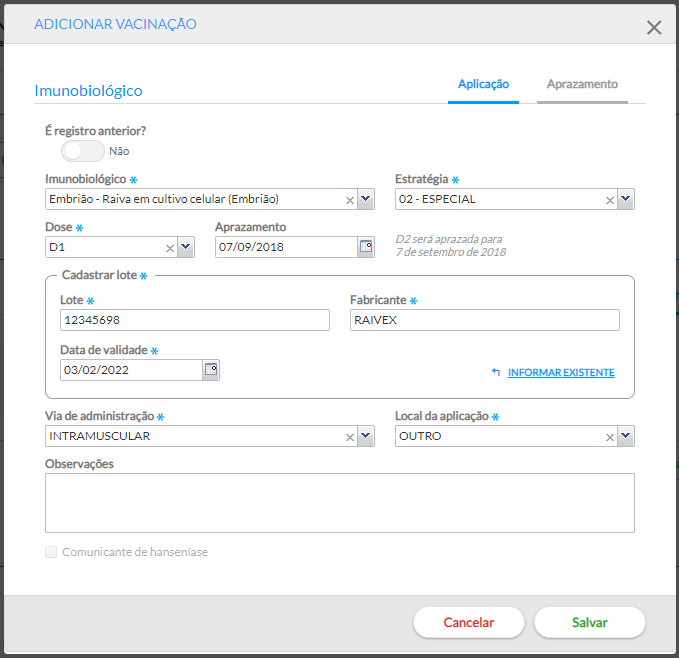 ADICIONAR VACINAÇÃO
Imunobiológico
Aplicação
Aprazamento
É registro anterior?
Não
Imunobiológico *
Estratégia *
Embrião - Raiva em cultivo celular (Embrião)
02 - ESPECIAL
Dose *
Aprazamento
D1
07/09/2018
D2 será aprazada para
7 de setembro de 2018
Cadastrar lote *
Lote *
Fabricante *
12345698
RAIVEX
Data de validade *
03/02/2022
INFORMAR EXISTENTE
Via de administração *
Local da aplicação *
INTRAMUSCULAR
OUTRO
Observações
Comunicante de hanseníase
Cancelar
Salvar